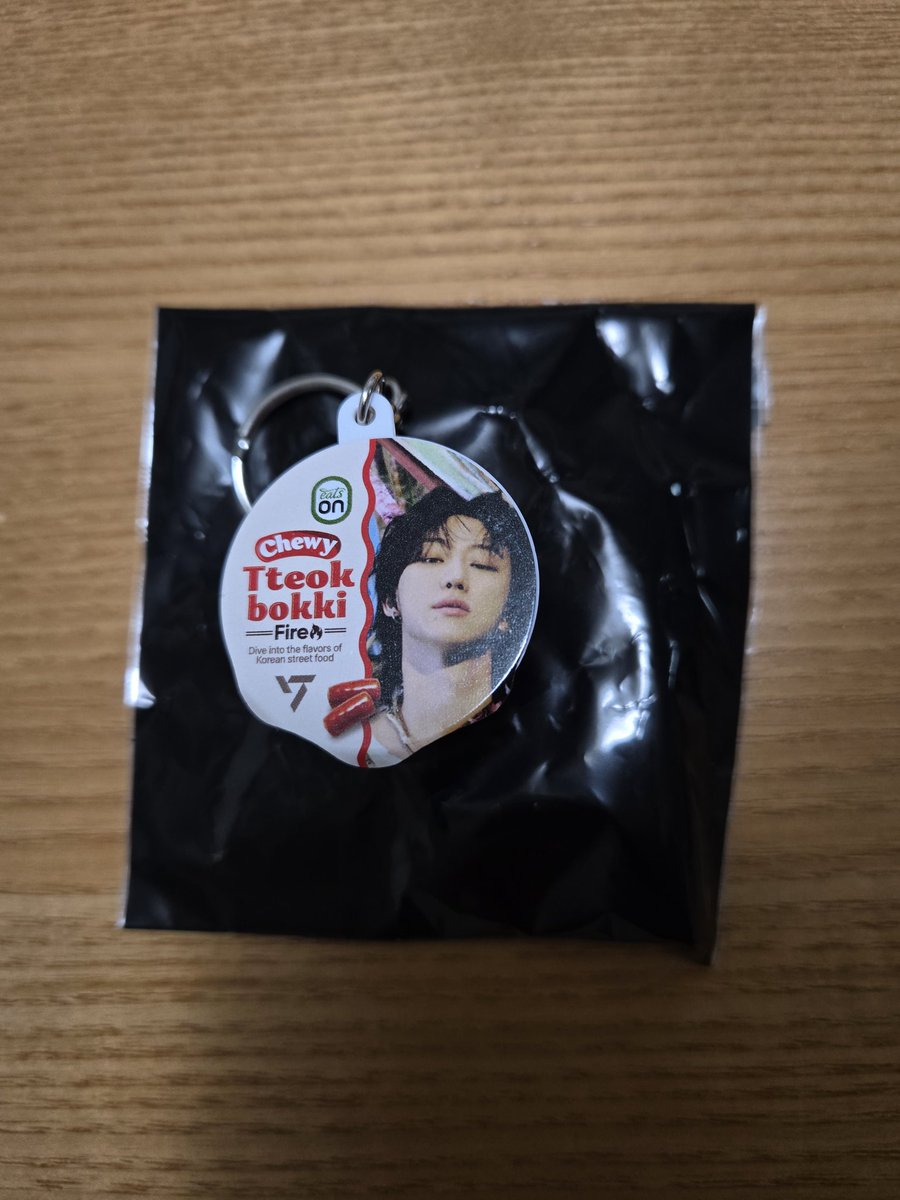 eats
on
Chewy
Tteok
bokki
Fire
Dive into the flavors of
Korean street food